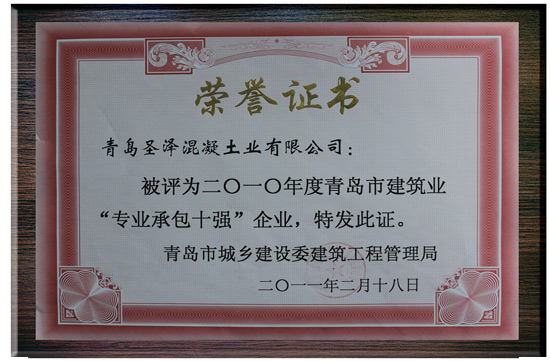 荣誉证书
青岛圣泽混凝土业有限公司：
被评为二〇一〇年度青岛市建筑业
“专业承包十强”企业，特发此证。
青岛市城乡建设委建筑工程管理局
二〇一一年二月十八日